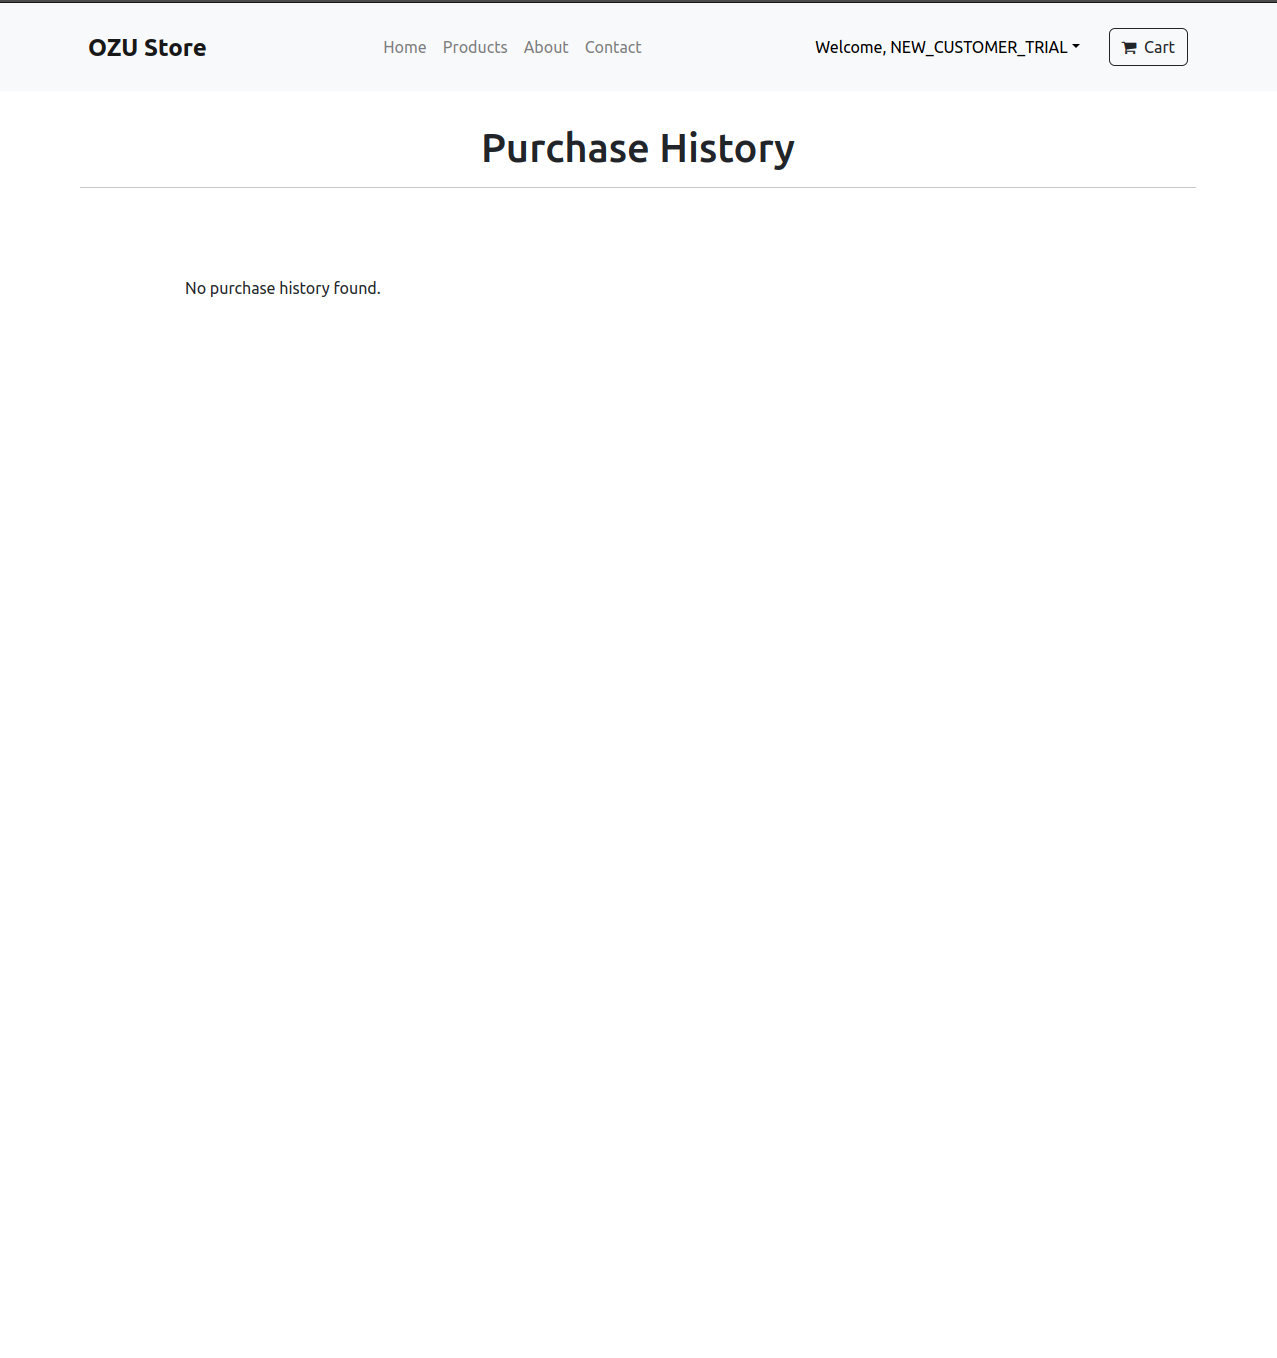 OZU Store Home Products About Contact Welcome, NEW_CUSTOMER_TRIAL Cart
Purchase History
No purchase history found.